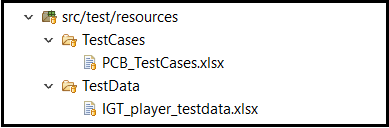 src/test/resources
TestCases
PCB_TestCases.xlsx
TestData
IGT_player_testdata.xlsx